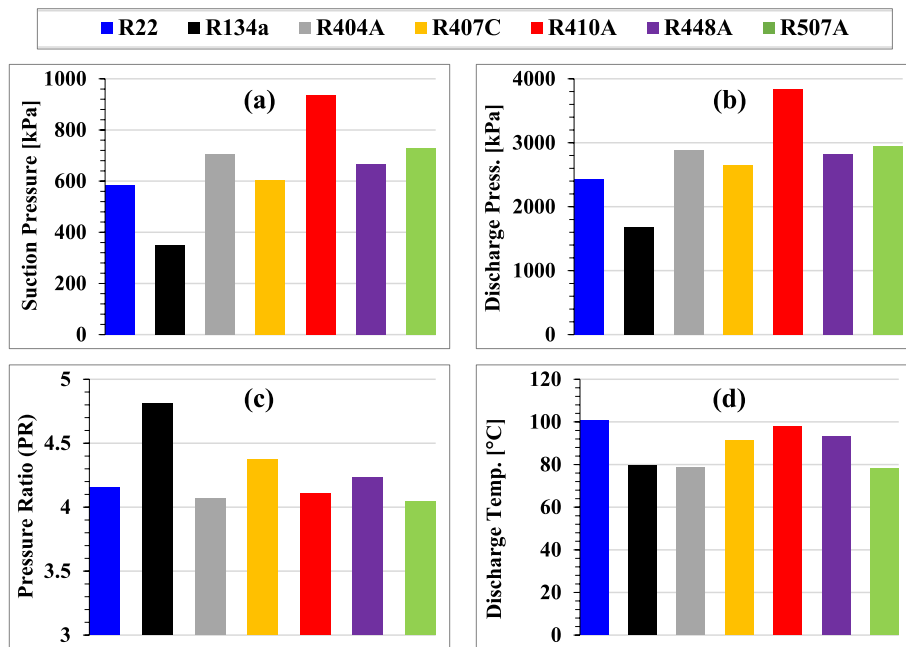 R22 R134a R404A R407C R410A R448A R507A
(a)
Suction Pressure [kPa]
1000
800
600
400
200
0
(b)
Discharge Press. [kPa]
4000
3000
2000
1000
0
(c)
Pressure Ratio (PR)
5
4.5
4
3.5
3
(d)
Discharge Temp. [°C]
120
100
80
60
40
20
0